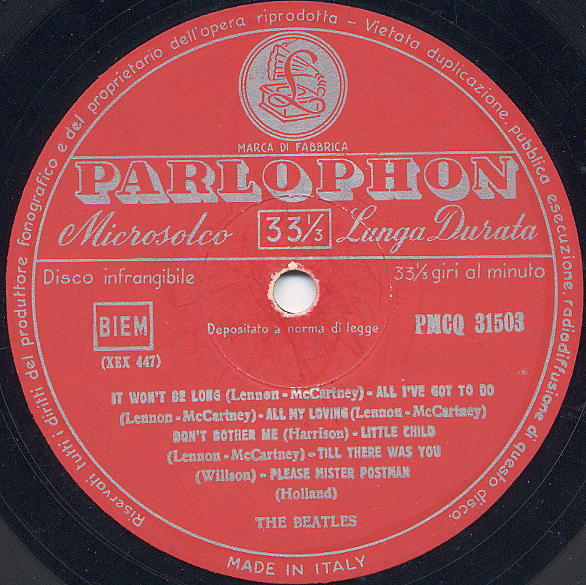 Riservati tutti i diritti del produttore fonografico e del proprietario dell'opera riprodotta - Vietata duplicazione, pubblica esecuzione, radiodiffusione di questo disco.
£
MARCA DI FABBRICA
PARLOPHON
Microsolco 33 1/3 Lunga Durata
Disco infrangibile 33 1/3 giri al minuto
BIEM Depositato a norma di legge PMCQ 31503
(XEX 447)
IT WON'T BE LONG (Lennon - McCartney) - ALL I'VE GOT TO DO
(Lennon - McCartney) - ALL MY LOVING (Lennon - McCartney)
DON'T BOTHER ME (Harrison) - LITTLE CHILD
(Lennon - McCartney) - TILL THERE WAS YOU
(Willson) - PLEASE MISTER POSTMAN
(Holland)
THE BEATLES
MADE IN ITALY